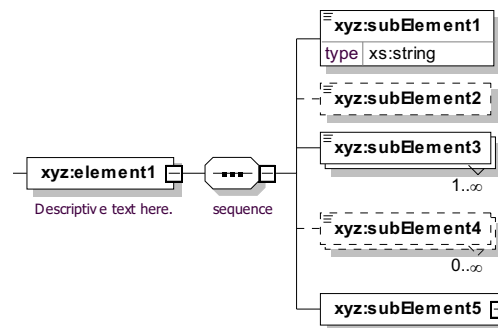 xyz:subElement1
type xs:string
xyz:subElement2
xyz:subElement3
1..∞
xyz:element1
Descriptive text here.
sequence
xyz:subElement4
0..∞
xyz:subElement5